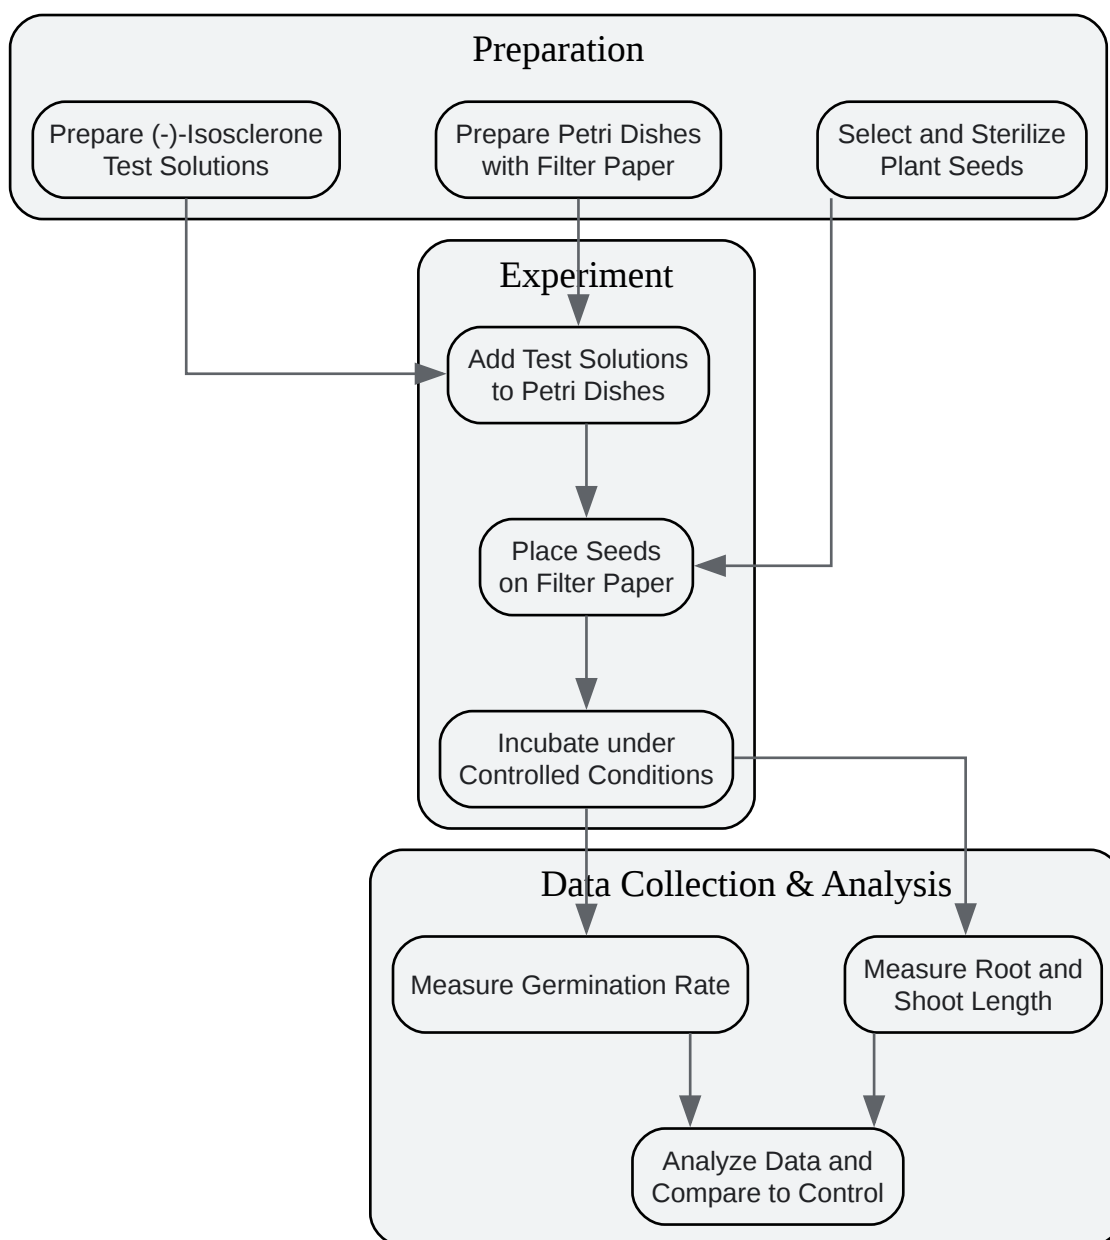 Preparation
Prepare (-)-Isosclerone
Test Solutions
Prepare Petri Dishes
with Filter Paper
Select and Sterilize
Plant Seeds
Experiment
Add Test Solutions
to Petri Dishes
Place Seeds
on Filter Paper
Incubate under
Controlled Conditions
Data Collection & Analysis
Measure Germination Rate
Measure Root and
Shoot Length
Analyze Data and
Compare to Control